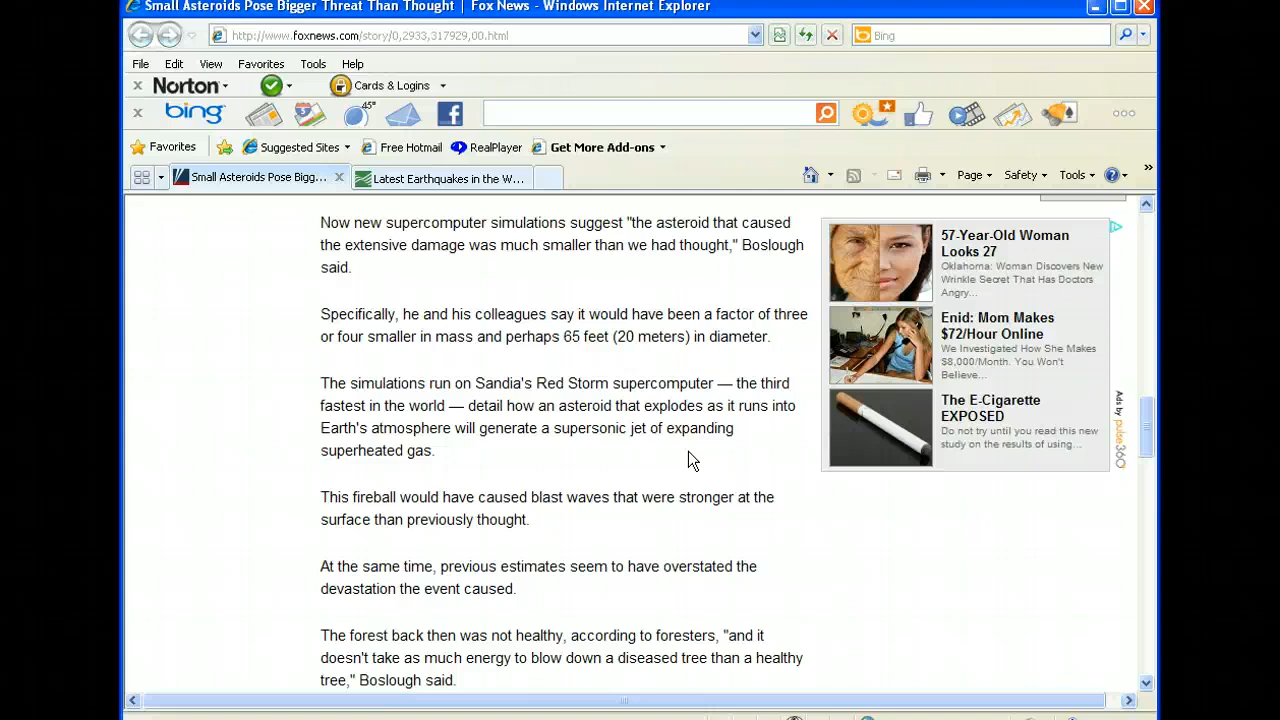 Small Asteroids Pose Bigger Threat Than Thought | Fox News - Windows Internet Explorer
http://www.foxnews.com/story/0,2933,317929,00.html
Bing
File Edit View Favorites Tools Help
x Norton Cards & Logins
x bing 45°
Favorites Suggested Sites Free Hotmail RealPlayer Get More Add-ons
Small Asteroids Pose Bigg... Latest Earthquakes in the W... Page Safety Tools
Now new supercomputer simulations suggest "the asteroid that caused
the extensive damage was much smaller than we had thought," Boslough
said.
Specifically, he and his colleagues say it would have been a factor of three
or four smaller in mass and perhaps 65 feet (20 meters) in diameter.
The simulations run on Sandia's Red Storm supercomputer — the third
fastest in the world — detail how an asteroid that explodes as it runs into
Earth's atmosphere will generate a supersonic jet of expanding
superheated gas.
This fireball would have caused blast waves that were stronger at the
surface than previously thought.
At the same time, previous estimates seem to have overstated the
devastation the event caused.
The forest back then was not healthy, according to foresters, "and it
doesn't take as much energy to blow down a diseased tree than a healthy
tree," Boslough said.
57-Year-Old Woman
Looks 27
Oklahoma: Woman Discovers New
Wrinkle Secret That Has Doctors
Angry...
Enid: Mom Makes
$72/Hour Online
We Investigated How She Makes
$8,000/Month. You Won't
Believe...
The E-Cigarette
EXPOSED
Do not try until you read this new
study on the results of using...
Ads by pulse360